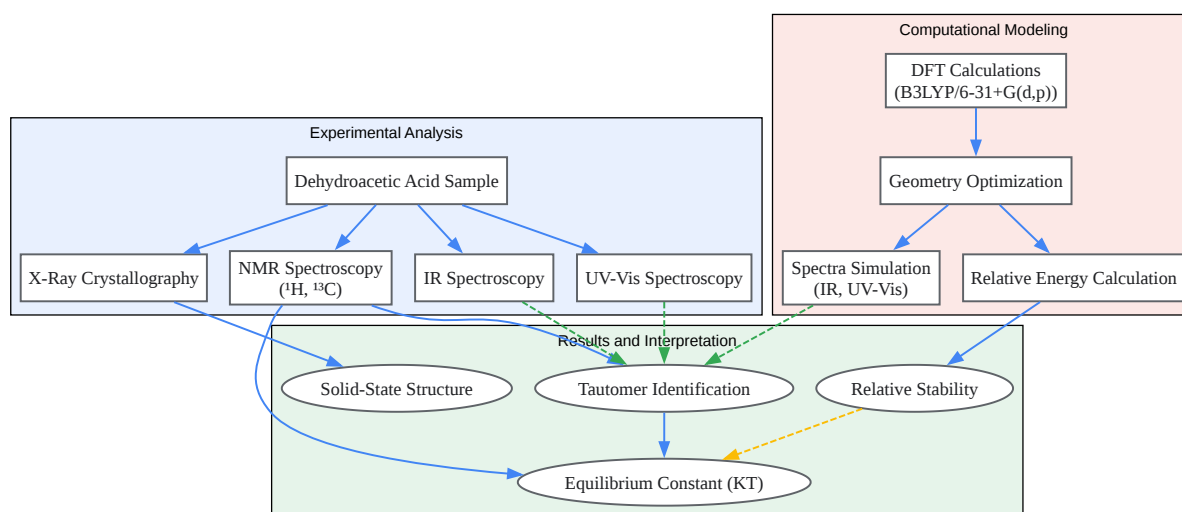 Computational Modeling
DFT Calculations
(B3LYP/6-31+G(d,p))
Experimental Analysis
Dehydroacetic Acid Sample
Geometry Optimization
X-Ray Crystallography
NMR Spectroscopy
(¹H, ¹³C)
IR Spectroscopy
UV-Vis Spectroscopy
Spectra Simulation
(IR, UV-Vis)
Relative Energy Calculation
Results and Interpretation
Solid-State Structure
Tautomer Identification
Relative Stability
Equilibrium Constant (KT)